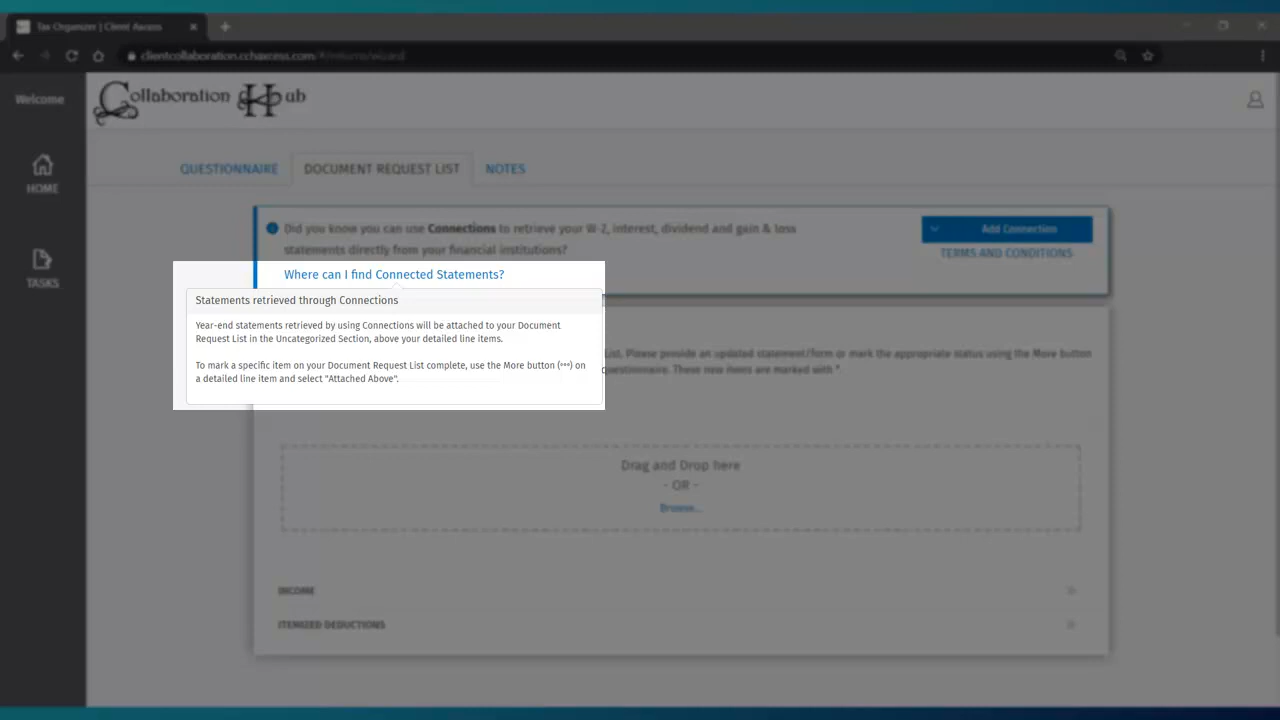 Tax Organizer | Client Axcess
clientcollaboration.cchaxcess.com/#/returns/wizard
Welcome
Collaboration Hub
HOME
TASKS
QUESTIONNAIRE
DOCUMENT REQUEST LIST
NOTES
Did you know you can use Connections to retrieve your W-2, interest, dividend and gain & loss
statements directly from your financial institutions?
Add Connection
TERMS AND CONDITIONS
Where can I find Connected Statements?
Statements retrieved through Connections
Year-end statements retrieved by using Connections will be attached to your Document
Request List in the Uncategorized Section, above your detailed line items.
To mark a specific item on your Document Request List complete, use the More button (•••) on
a detailed line item and select "Attached Above".
List. Please provide an updated statement/form or mark the appropriate status using the More button
questionnaire. These new items are marked with *.
Drag and Drop here
- OR -
Browse...
INCOME
ITEMIZED DEDUCTIONS